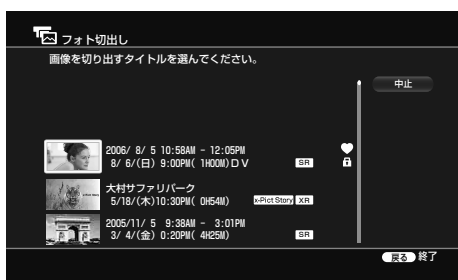 フォト切出し
画像を切り出すタイトルを選んでください。
中止
2006/ 8/ 5 10:58AM - 12:05PM
8/ 6/(日) 9:00PM( 1H00M)DV SR
大村サファリパーク
5/18/(木)10:30PM( 0H54M) x-Pict Story XR
2005/11/ 5 9:38AM - 3:01PM
3/ 4/(金) 0:20PM( 4H25M) SR
戻る 終了